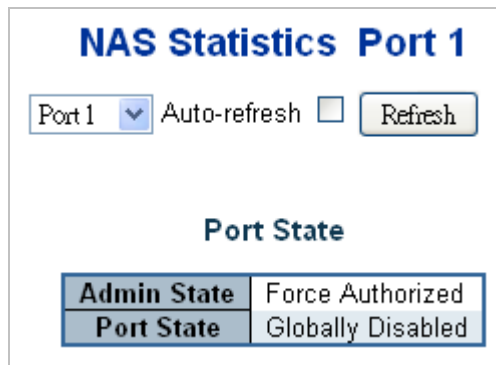 NAS Statistics Port 1
Port 1 Auto-refresh Refresh
Port State
Admin State Force Authorized
Port State Globally Disabled